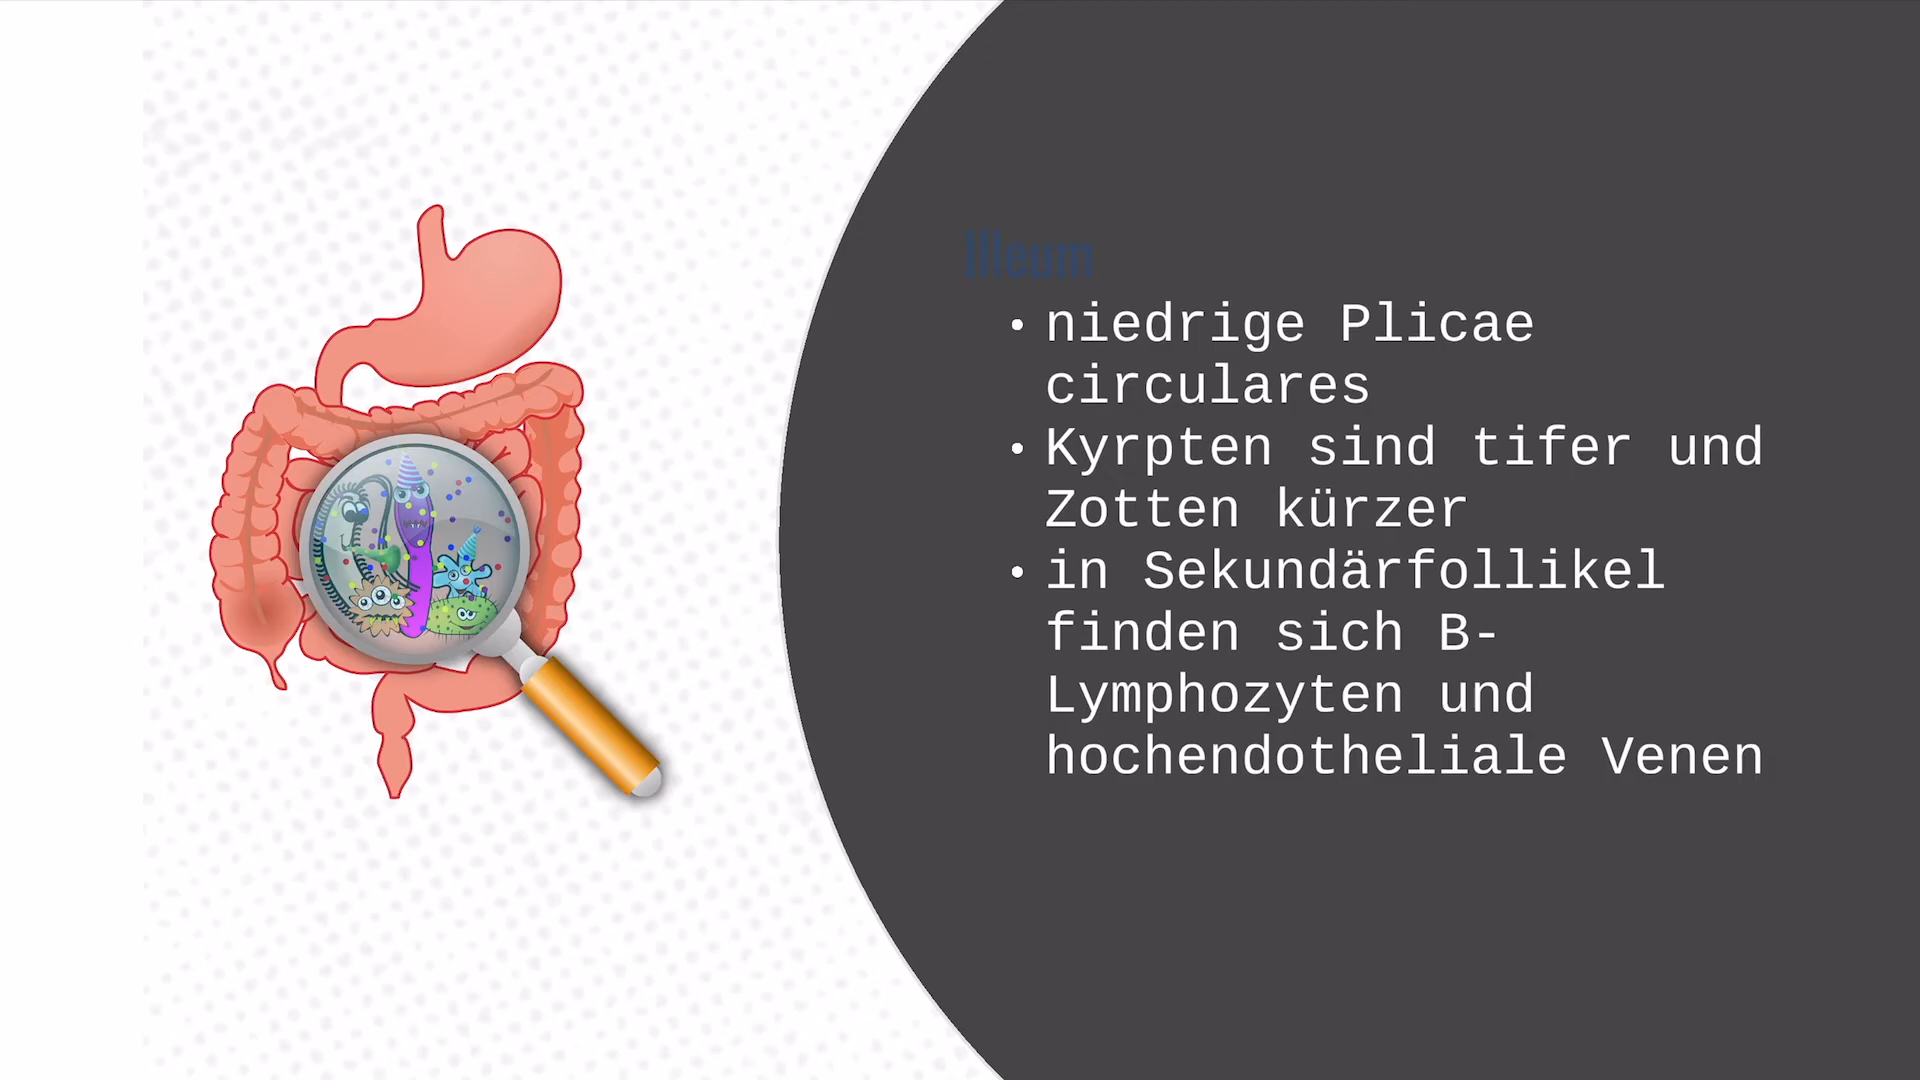 Illeum
• niedrige Plicae
circulares
• Kyrpten sind tifer und
Zotten kürzer
• in Sekundärfollikel
finden sich B-
Lymphozyten und
hochendotheliale Venen